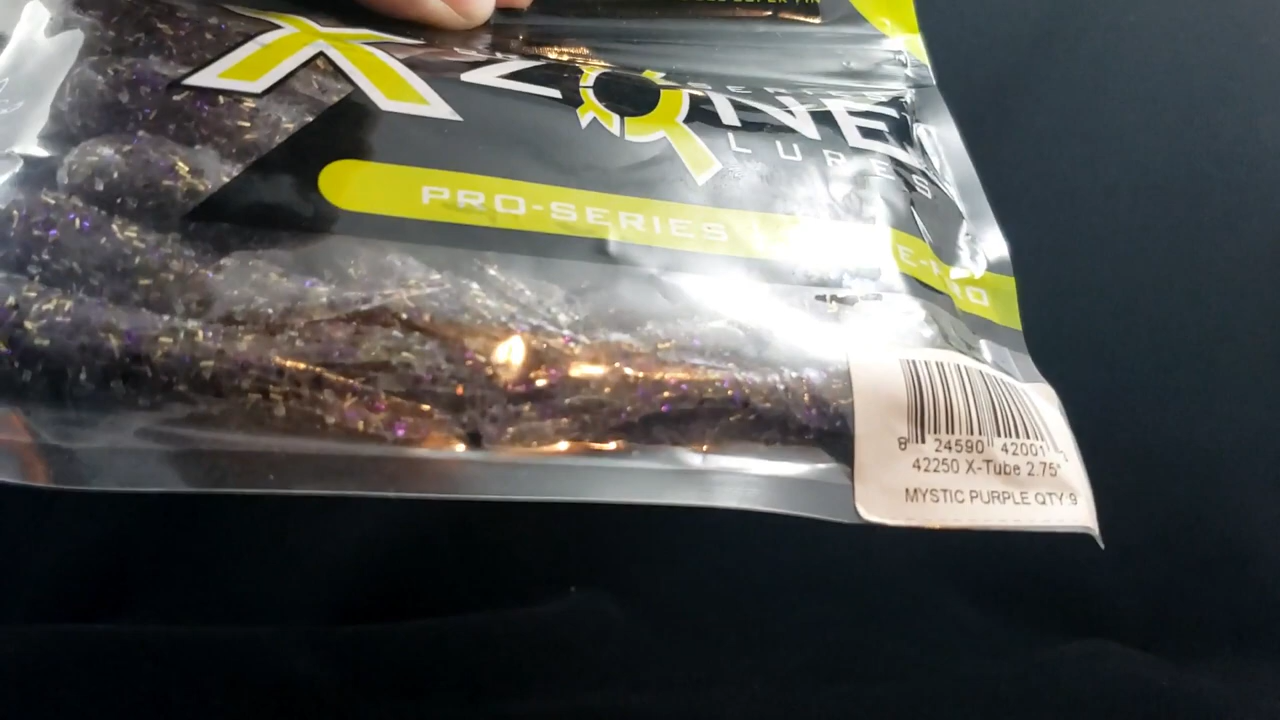 X ZONE
LURES
PRO-SERIES
8 24590 42001
42250 X-Tube 2.75"
MYSTIC PURPLE QTY:9